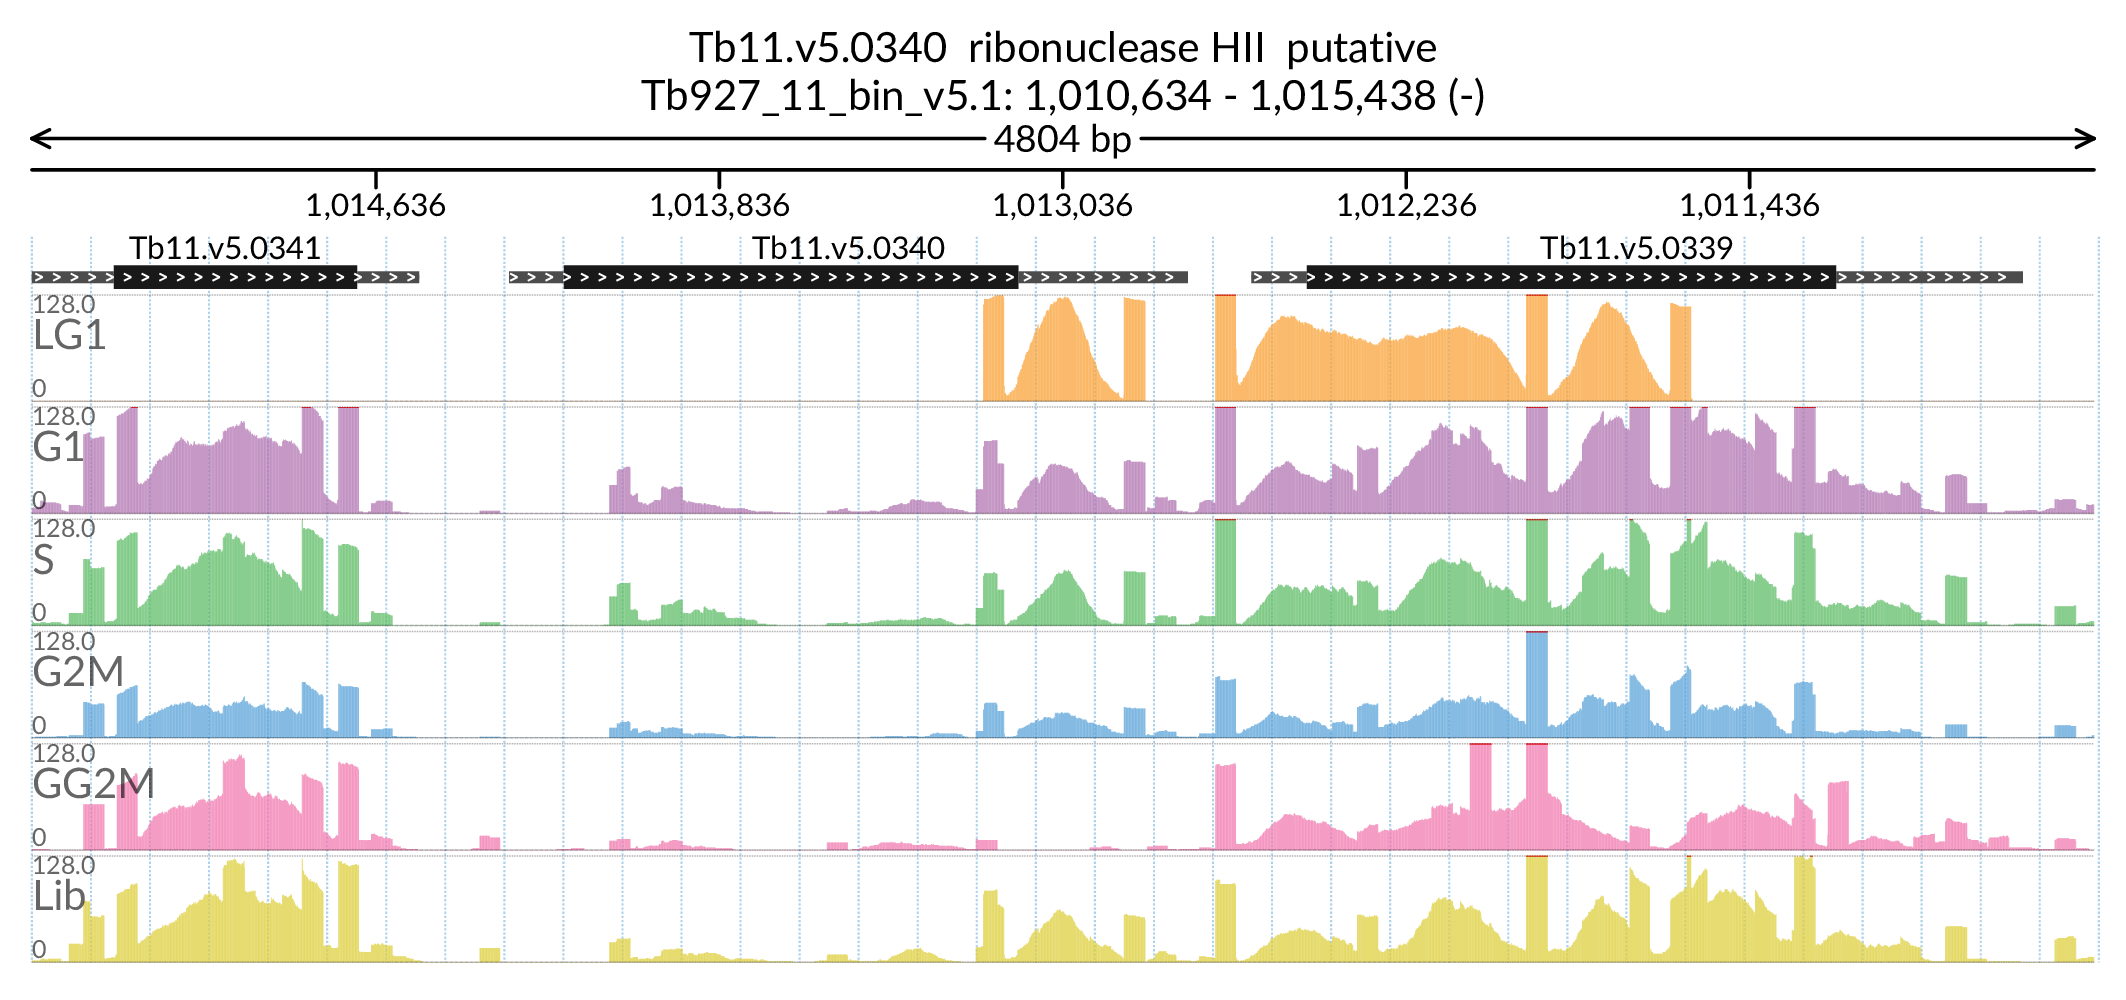 Tb11.v5.0340 ribonuclease HII putative
Tb927_11_bin_v5.1: 1,010,634 - 1,015,438 (-)
4804 bp
1,014,636 1,013,836 1,013,036 1,012,236 1,011,436
Tb11.v5.0341 Tb11.v5.0340 Tb11.v5.0339
128.0
LG1
0
128.0
G1
0
128.0
S
0
128.0
G2M
0
128.0
GG2M
0
128.0
Lib
0